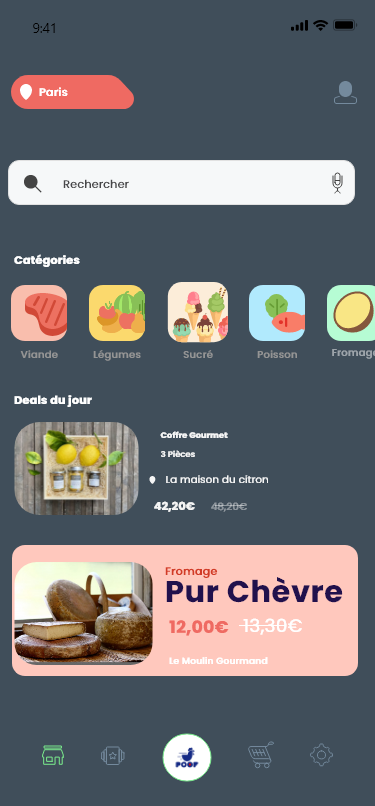 9:41
Paris
Rechercher
Catégories
Viande
Légumes
Sucré
Poisson
Fromage
Deals du jour
Coffre Gourmet
3 Pièces
La maison du citron
42,20€ 48,20€
Fromage
Pur Chèvre
12,00€ 13,30€
Le Moulin Gourmand
POOF